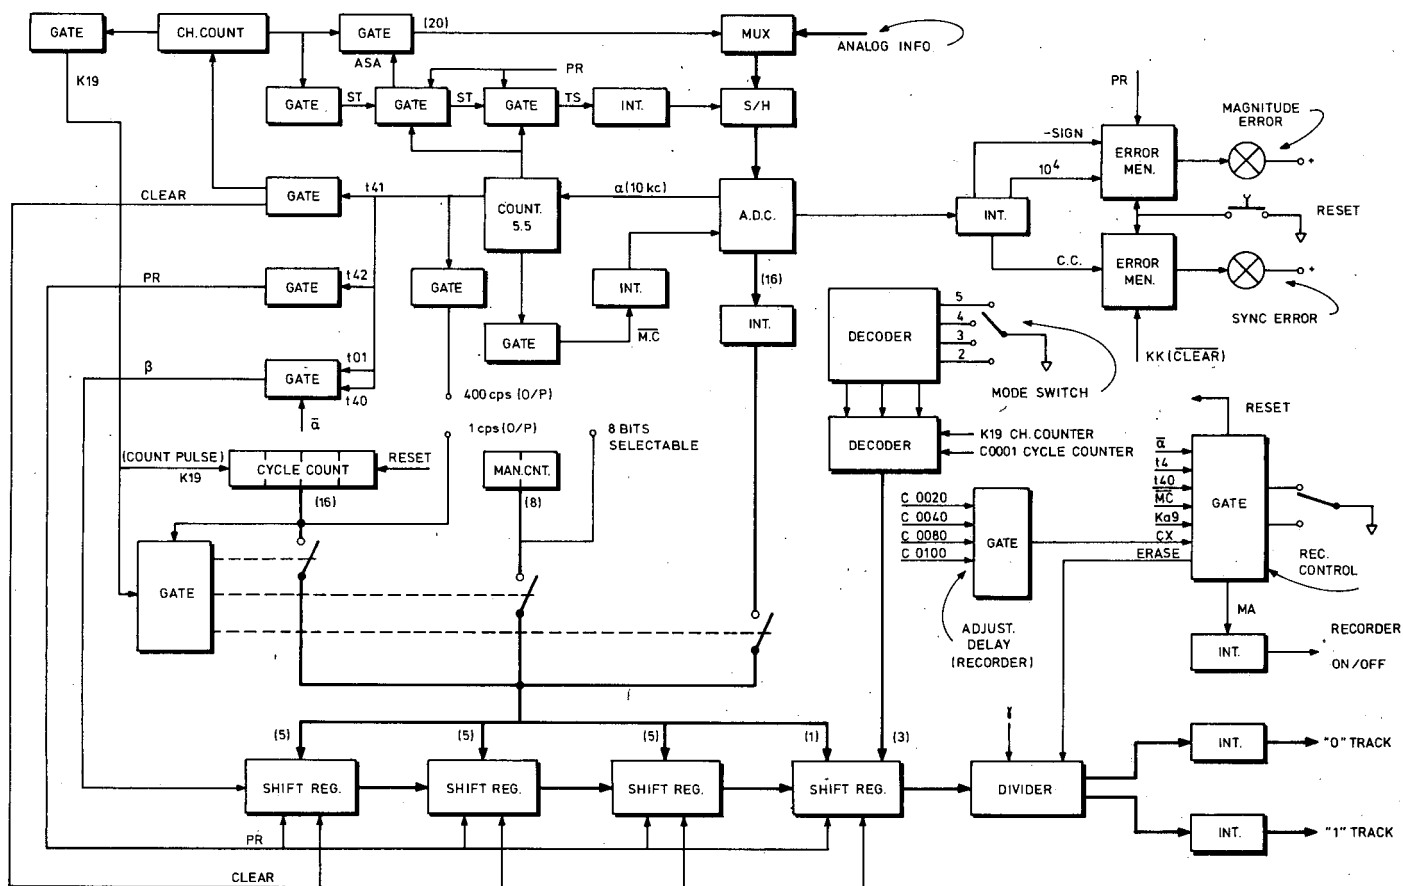 GATE
CH. COUNT
GATE
(20)
MUX
ANALOG INFO.
K19
ASA
PR
GATE
ST
GATE
ST
GATE
TS
INT.
S/H
PR
MAGNITUDE
ERROR
-SIGN
10⁴
ERROR
MEN.
+
CLEAR
GATE
t41
COUNT.
5.5
α(10 kc)
A.D.C.
INT.
RESET
PR
GATE
t42
GATE
INT.
(16)
C.C.
ERROR
MEN.
+
SYNC ERROR
GATE
M.C̅
INT.
DECODER
5
4
3
2
MODE SWITCH
KK(C̅L̅E̅A̅R̅)
β
GATE
t01
t40
α̅
400 cps (O/P)
1 cps (O/P)
8 BITS
SELECTABLE
DECODER
K19 CH. COUNTER
C0001 CYCLE COUNTER
RESET
(COUNT PULSE)
K19
CYCLE COUNT
RESET
MAN.CNT.
(16)
(8)
α̅
t4
t40
M̅C̅
Ka9
CX
ERASE
GATE
REC.
CONTROL
C 0020
C 0040
C 0080
C 0100
GATE
ADJUST.
DELAY
(RECORDER)
GATE
MA
INT.
RECORDER
ON/OFF
(5)
(5)
(5)
(1)
(3)
ɣ
SHIFT REG.
SHIFT REG.
SHIFT REG.
SHIFT REG.
DIVIDER
INT.
"0" TRACK
INT.
"1" TRACK
PR
CLEAR